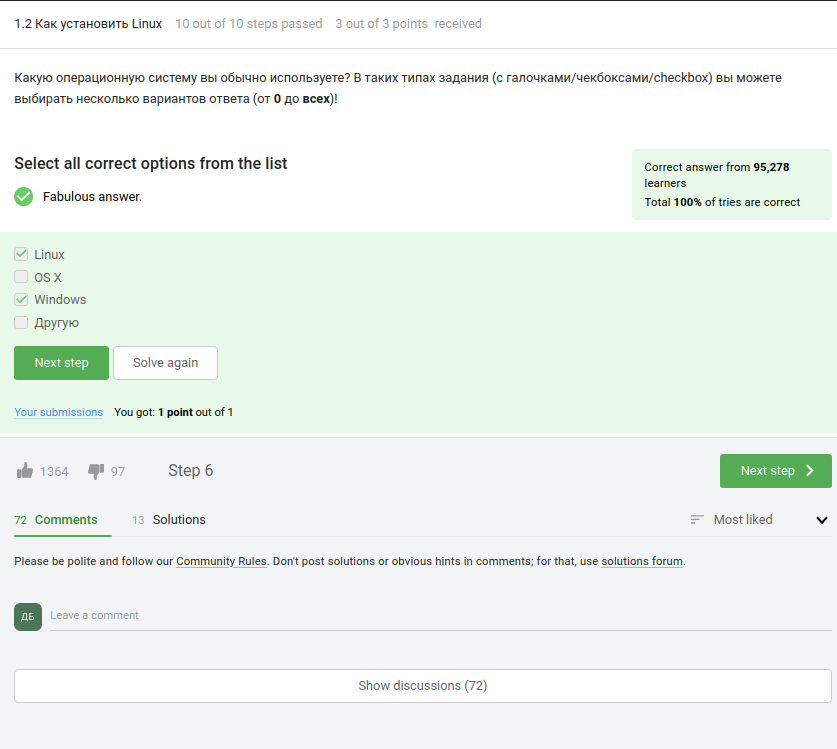 1.2 Как установить Linux 10 out of 10 steps passed 3 out of 3 points received
Какую операционную систему вы обычно используете? В таких типах задания (с галочками/чекбоксами/checkbox) вы можете
выбирать несколько вариантов ответа (от 0 до всех)!
Select all correct options from the list
Fabulous answer.
Correct answer from 95,278
learners
Total 100% of tries are correct
Linux
OS X
Windows
Другую
Next step
Solve again
Your submissions You got: 1 point out of 1
1364
97
Step 6
Next step
72 Comments
13 Solutions
Most liked
Please be polite and follow our Community Rules. Don't post solutions or obvious hints in comments; for that, use solutions forum.
ДБ
Leave a comment
Show discussions (72)